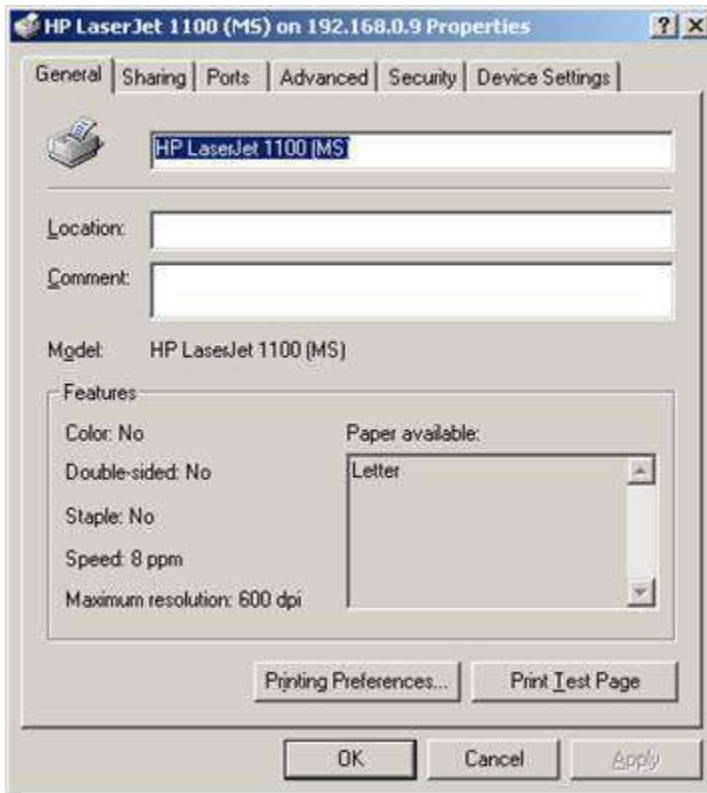 HP LaserJet 1100 (MS) on 192.168.0.9 Properties
General Sharing Ports Advanced Security Device Settings
HP LaserJet 1100 (MS)
Location:
Comment:
Model: HP LaserJet 1100 (MS)
Features
Color: No Paper available:
Double-sided: No Letter
Staple: No
Speed: 8 ppm
Maximum resolution: 600 dpi
Printing Preferences... Print Test Page
OK Cancel Apply